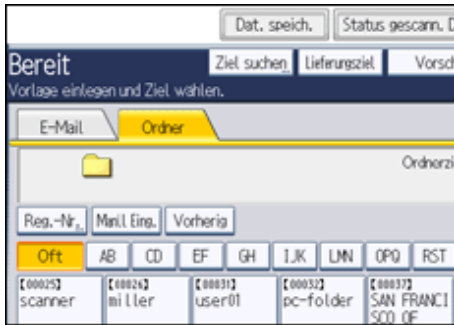 Dat. speich. Status gescann. D
Bereit Ziel suchen Lieferungsziel Vorsch
Vorlage einlegen und Ziel wählen.
E-Mail Ordner
Ordnerzi
Reg.-Nr. Manll Eing. Vorherig
Oft AB CD EF GH IJK LMN OPQ RST
[00025] [00026] [00031] [00032] [00037]
scanner miller user01 pc-folder SAN FRANCI
SCO OF